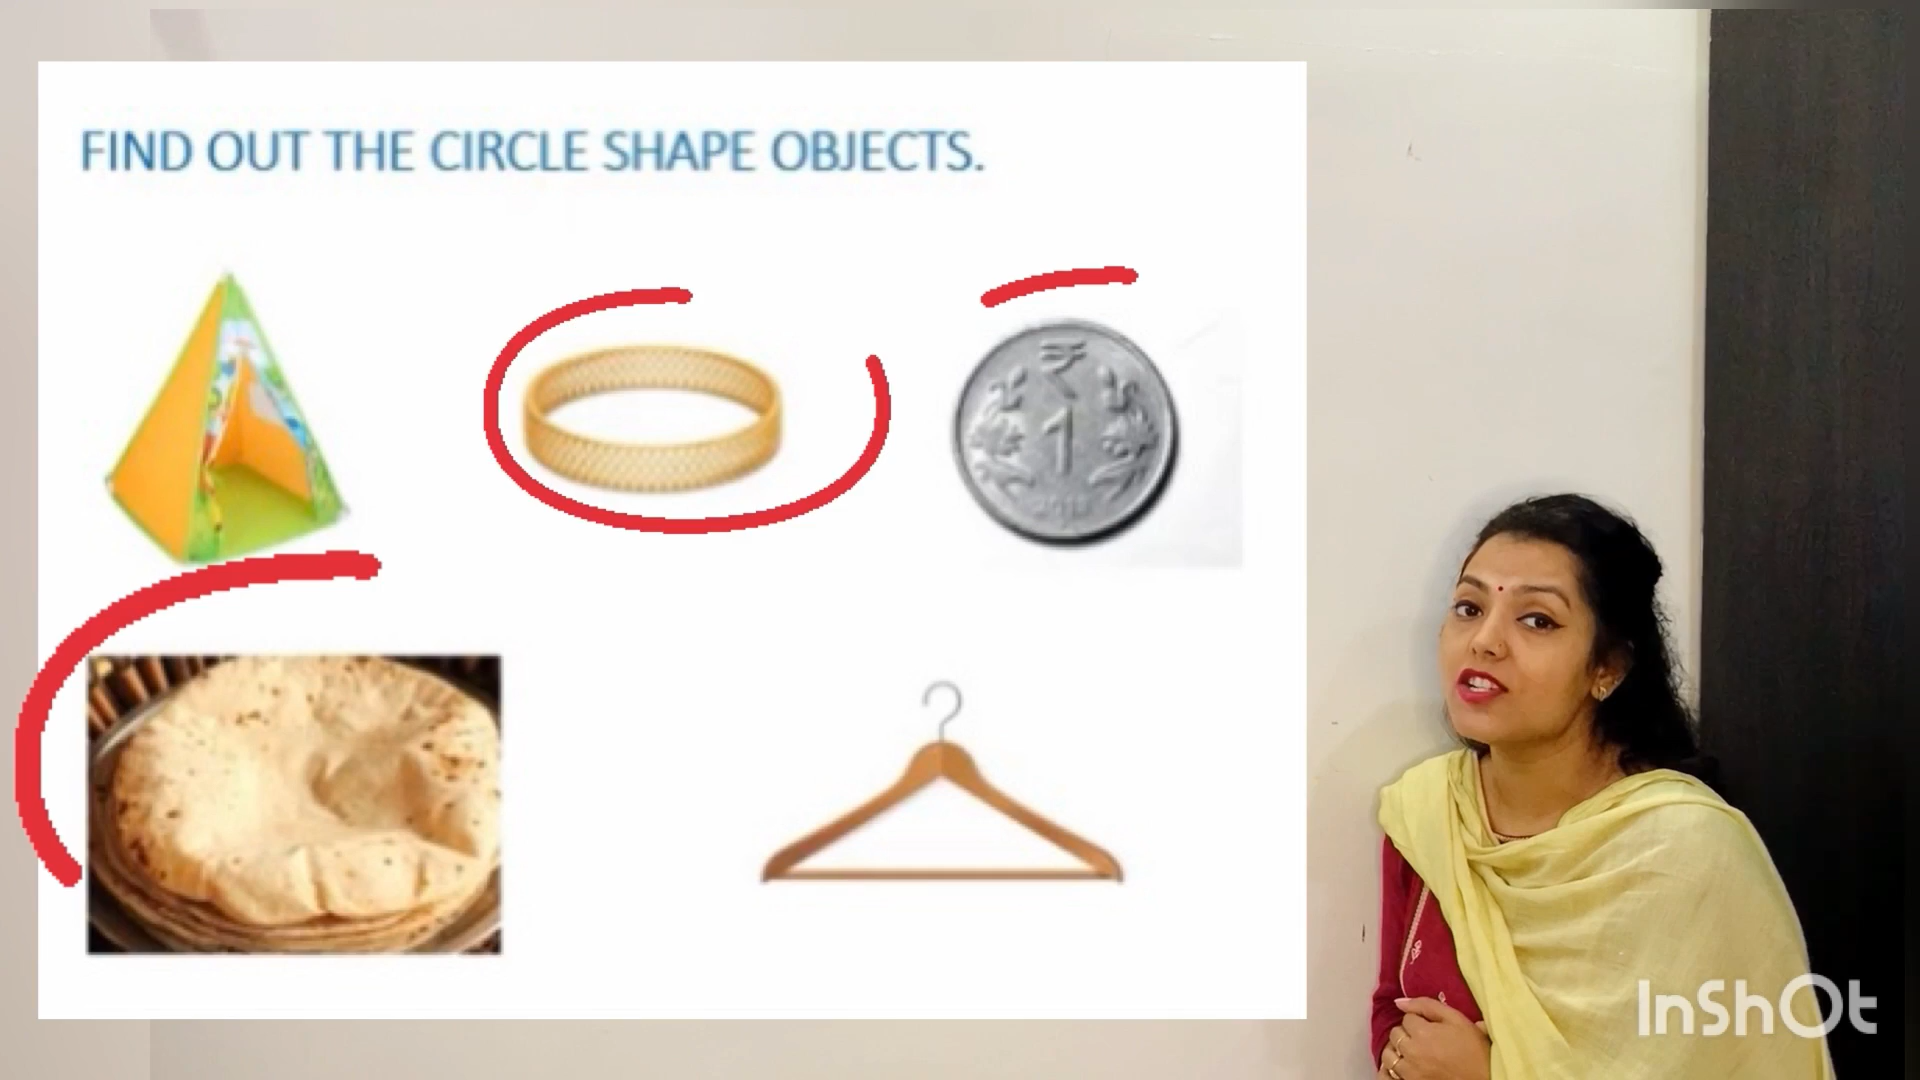 FIND OUT THE CIRCLE SHAPE OBJECTS.
₹
1
InShOt